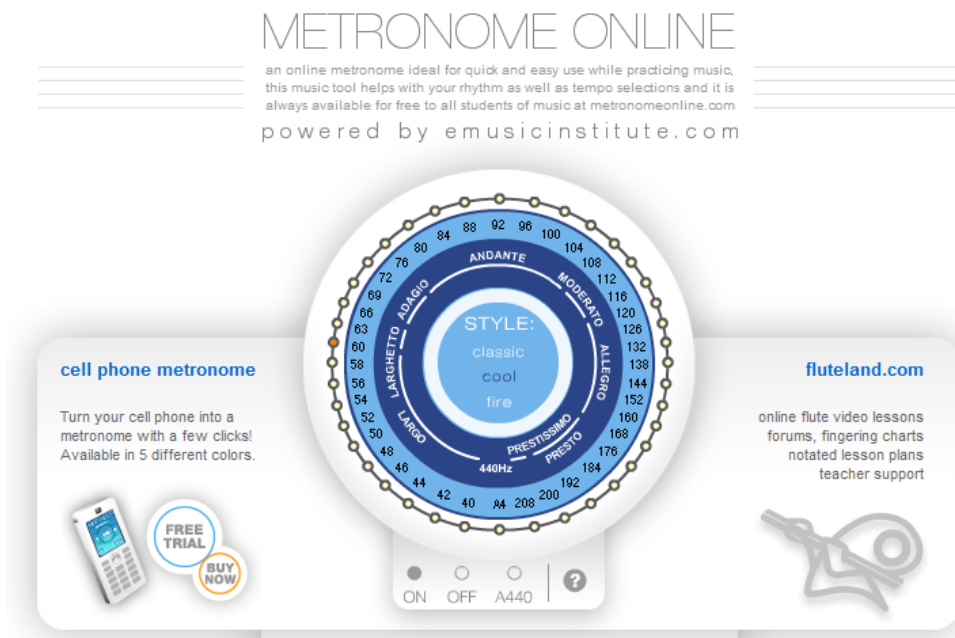 METRONOME ONLINE
an online metronome ideal for quick and easy use while practicing music,
this music tool helps with your rhythm as well as tempo selections and it is
always available for free to all students of music at metronomeonline.com
powered by emusicinstitute.com
40
42
44
46
48
50
52
54
56
58
60
63
66
69
72
76
80
84
88
92
96
100
104
108
112
116
120
126
132
138
144
152
160
168
176
184
192
200
208
A4
440Hz
LARGO
LARGHETTO
ADAGIO
ANDANTE
MODERATO
ALLEGRO
PRESTO
PRESTISSIMO
STYLE:
classic
cool
fire
cell phone metronome
Turn your cell phone into a
metronome with a few clicks!
Available in 5 different colors.
FREE
TRIAL
BUY
NOW
fluteland.com
online flute video lessons
forums, fingering charts
notated lesson plans
teacher support
ON OFF A440 ?